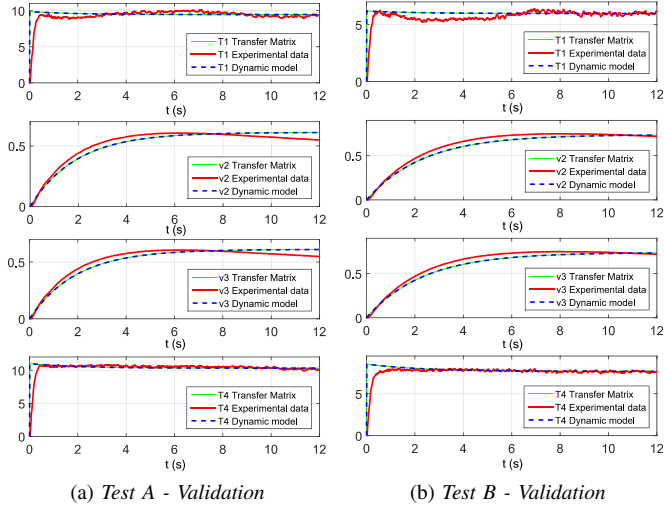 10
5
0
T1 Transfer Matrix
T1 Experimental data
T1 Dynamic model
0 2 4 6 8 10 12
t (s)
0.5
0
v2 Transfer Matrix
v2 Experimental data
v2 Dynamic model
0 2 4 6 8 10 12
t (s)
0.5
0
v3 Transfer Matrix
v3 Experimental data
v3 Dynamic model
0 2 4 6 8 10 12
t (s)
10
5
0
T4 Transfer Matrix
T4 Experimental data
T4 Dynamic model
0 2 4 6 8 10 12
t (s)
(a) Test A - Validation
5
0
T1 Transfer Matrix
T1 Experimental data
T1 Dynamic model
0 2 4 6 8 10 12
t (s)
0.5
0
v2 Transfer Matrix
v2 Experimental data
v2 Dynamic model
0 2 4 6 8 10 12
t (s)
0.5
0
v3 Transfer Matrix
v3 Experimental data
v3 Dynamic model
0 2 4 6 8 10 12
t (s)
5
0
T4 Transfer Matrix
T4 Experimental data
T4 Dynamic model
0 2 4 6 8 10 12
t (s)
(b) Test B - Validation